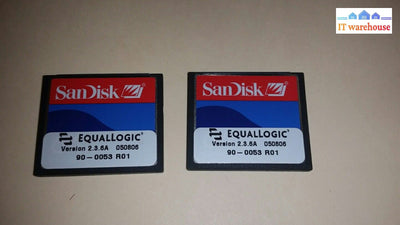 IT warehouse
SanDisk
EQUALLOGIC
Version 2.3.6A 050806
90-0053 R01
SanDisk
EQUALLOGIC
Version 2.3.6A 050806
90-0053 R01